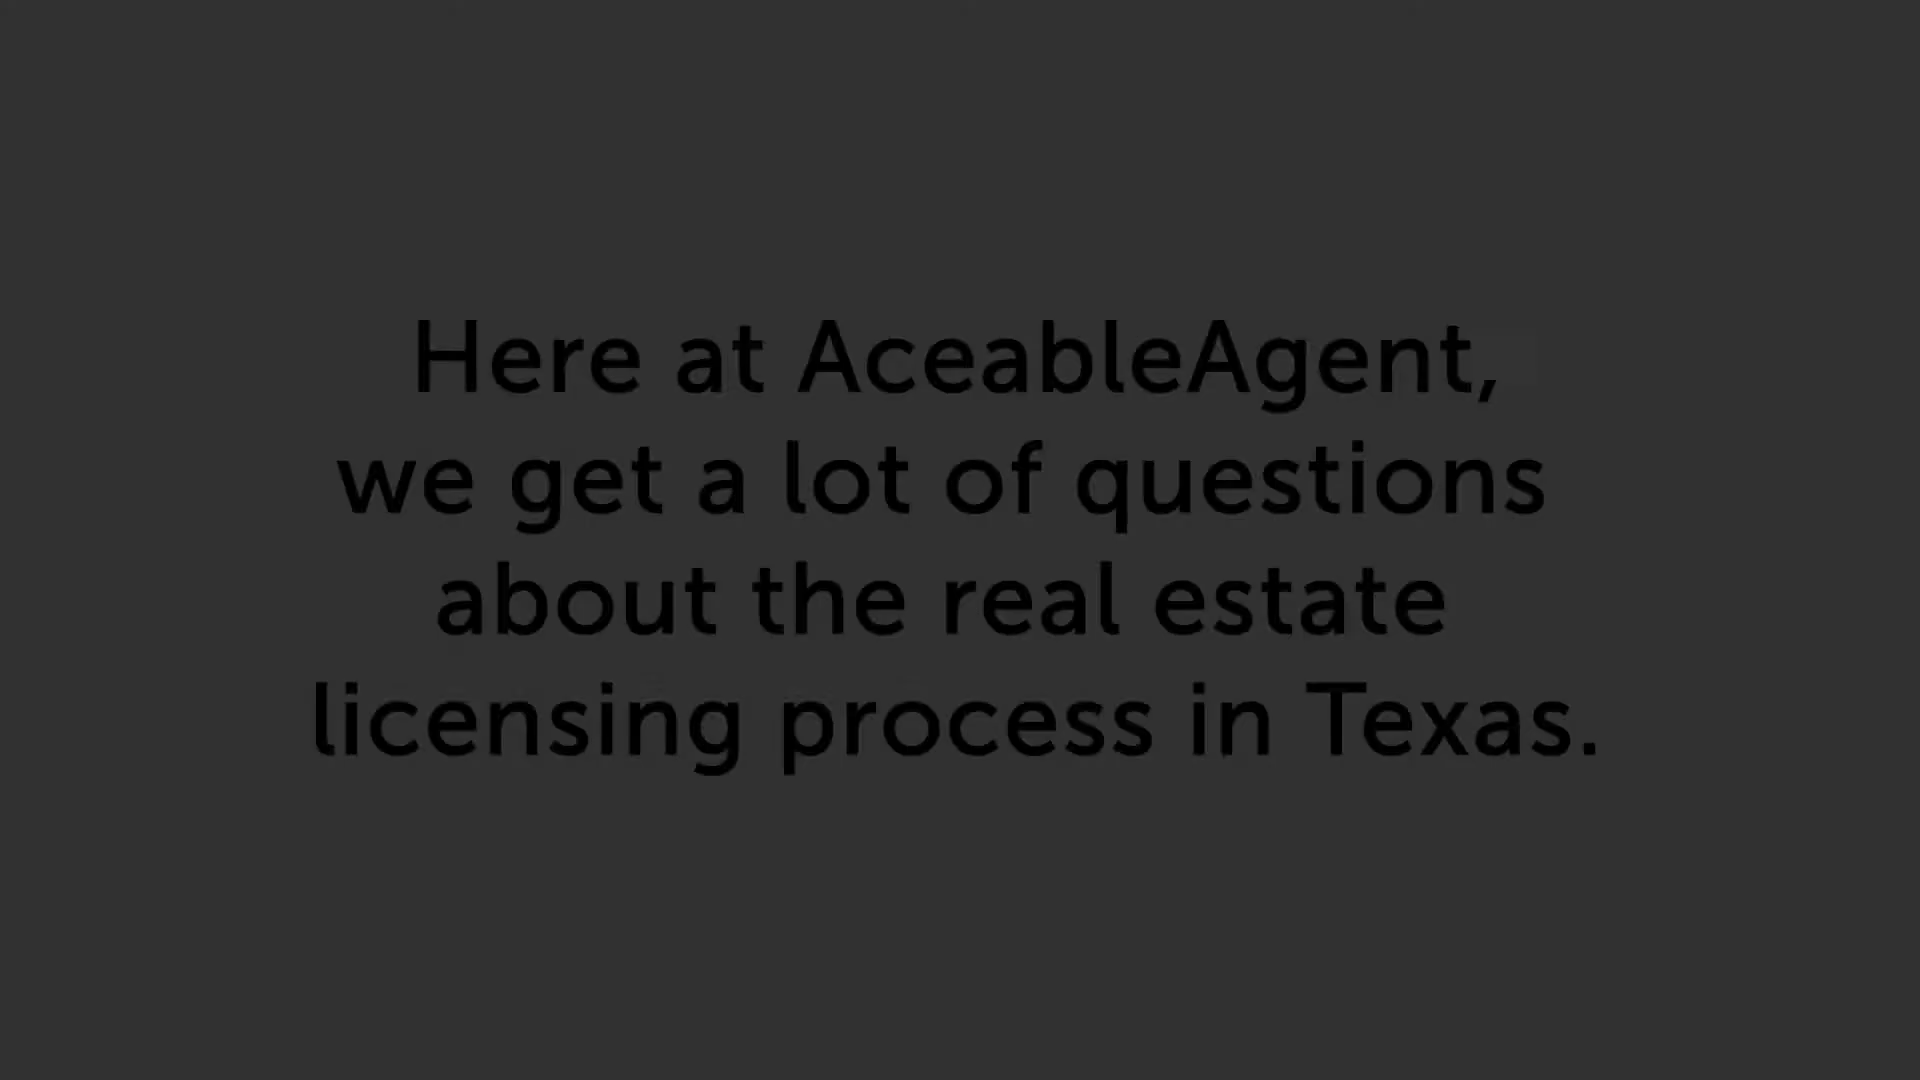 Here at AceableAgent,
we get a lot of questions
about the real estate
licensing process in Texas.